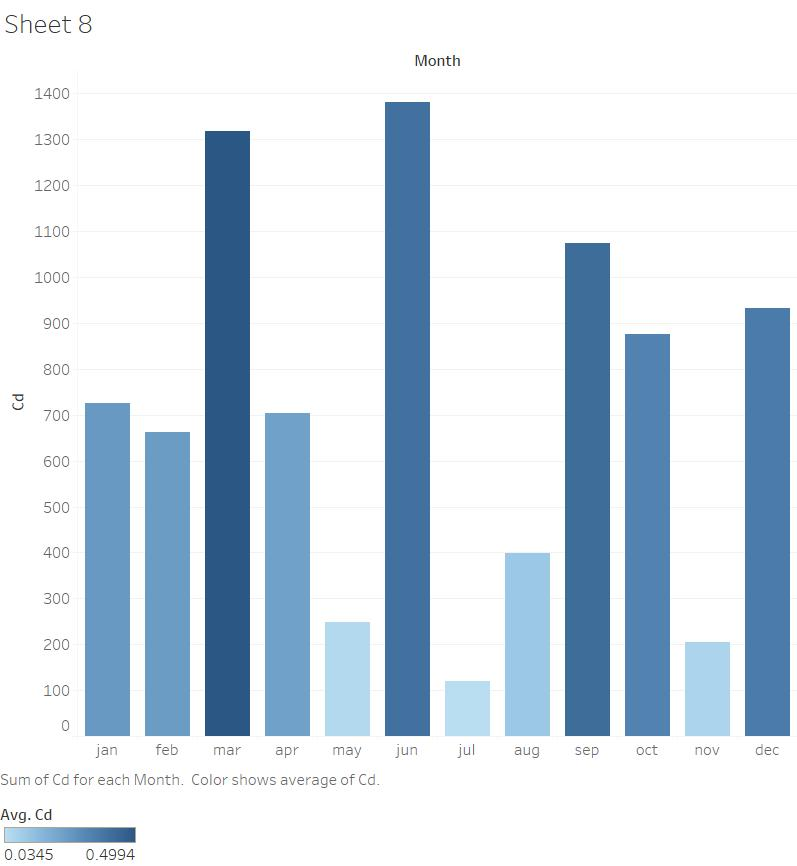 Sheet 8
Month
1400
1300
1200
1100
1000
900
800
700
600
500
400
300
200
100
0
Cd
jan feb mar apr may jun jul aug sep oct nov dec
Sum of Cd for each Month. Color shows average of Cd.
Avg. Cd
0.0345 0.4994